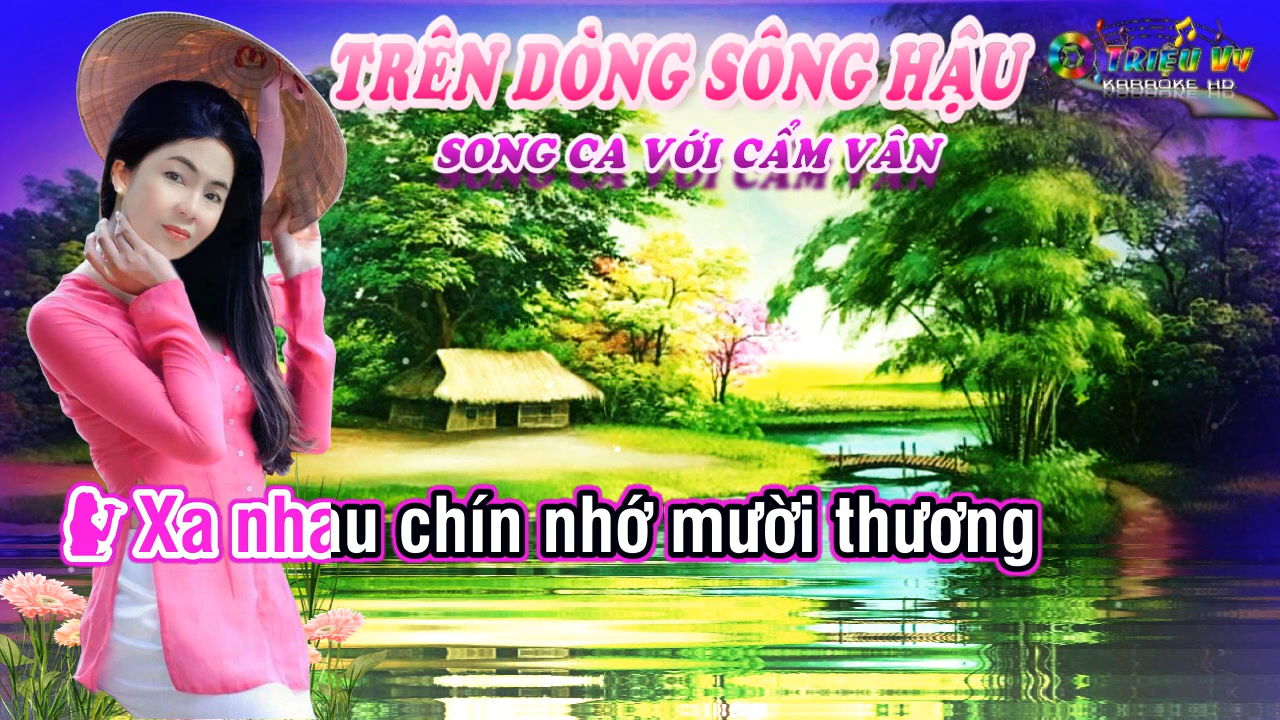 TRÊN DÒNG SÔNG HẬU
TRIỆU VY
KARAOKE HD
SONG CA VỚI CẨM VÂN
Xa nhau chín nhớ mười thương